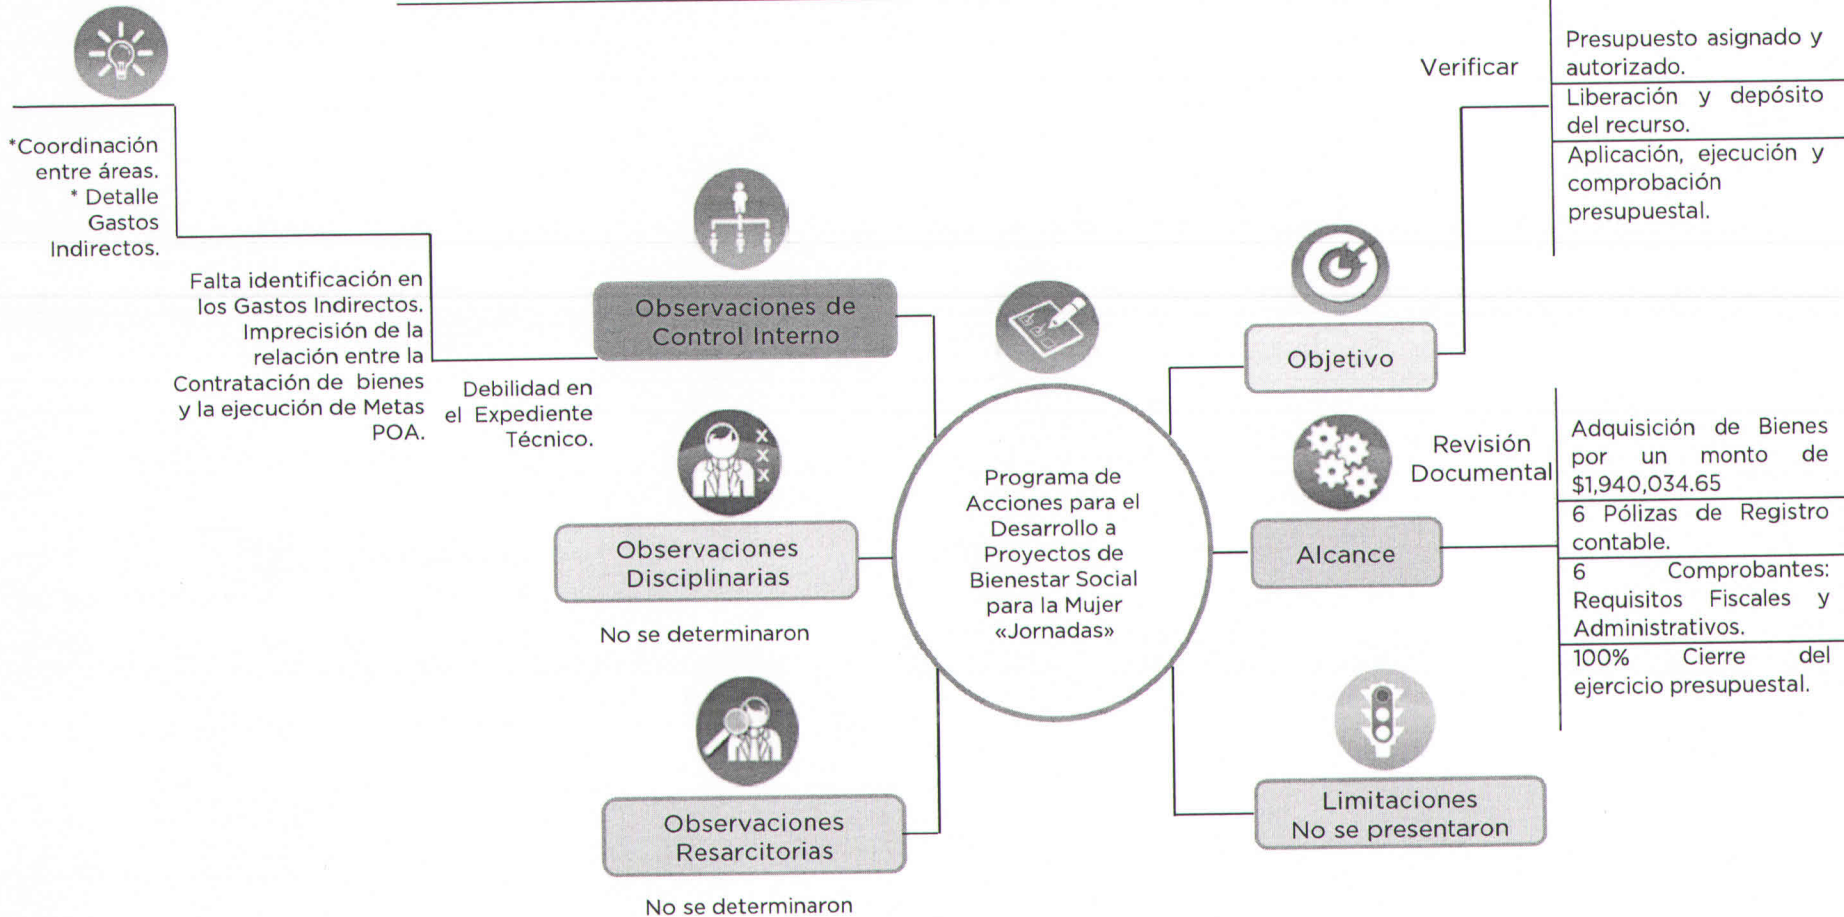 *Coordinación
entre áreas.
* Detalle
Gastos
Indirectos.
Falta identificación en
los Gastos Indirectos.
Imprecisión de la
relación entre la
Contratación de bienes
y la ejecución de Metas
POA.
Debilidad en
el Expediente
Técnico.
Observaciones de
Control Interno
Observaciones
Disciplinarias
No se determinaron
Observaciones
Resarcitorias
No se determinaron
Programa de
Acciones para el
Desarrollo a
Proyectos de
Bienestar Social
para la Mujer
«Jornadas»
Objetivo
Verificar
Presupuesto asignado y
autorizado.
Liberación y depósito
del recurso.
Aplicación, ejecución y
comprobación
presupuestal.
Alcance
Revisión
Documental
Adquisición de Bienes
por un monto de
$1,940,034.65
6 Pólizas de Registro
contable.
6 Comprobantes:
Requisitos Fiscales y
Administrativos.
100% Cierre del
ejercicio presupuestal.
Limitaciones
No se presentaron